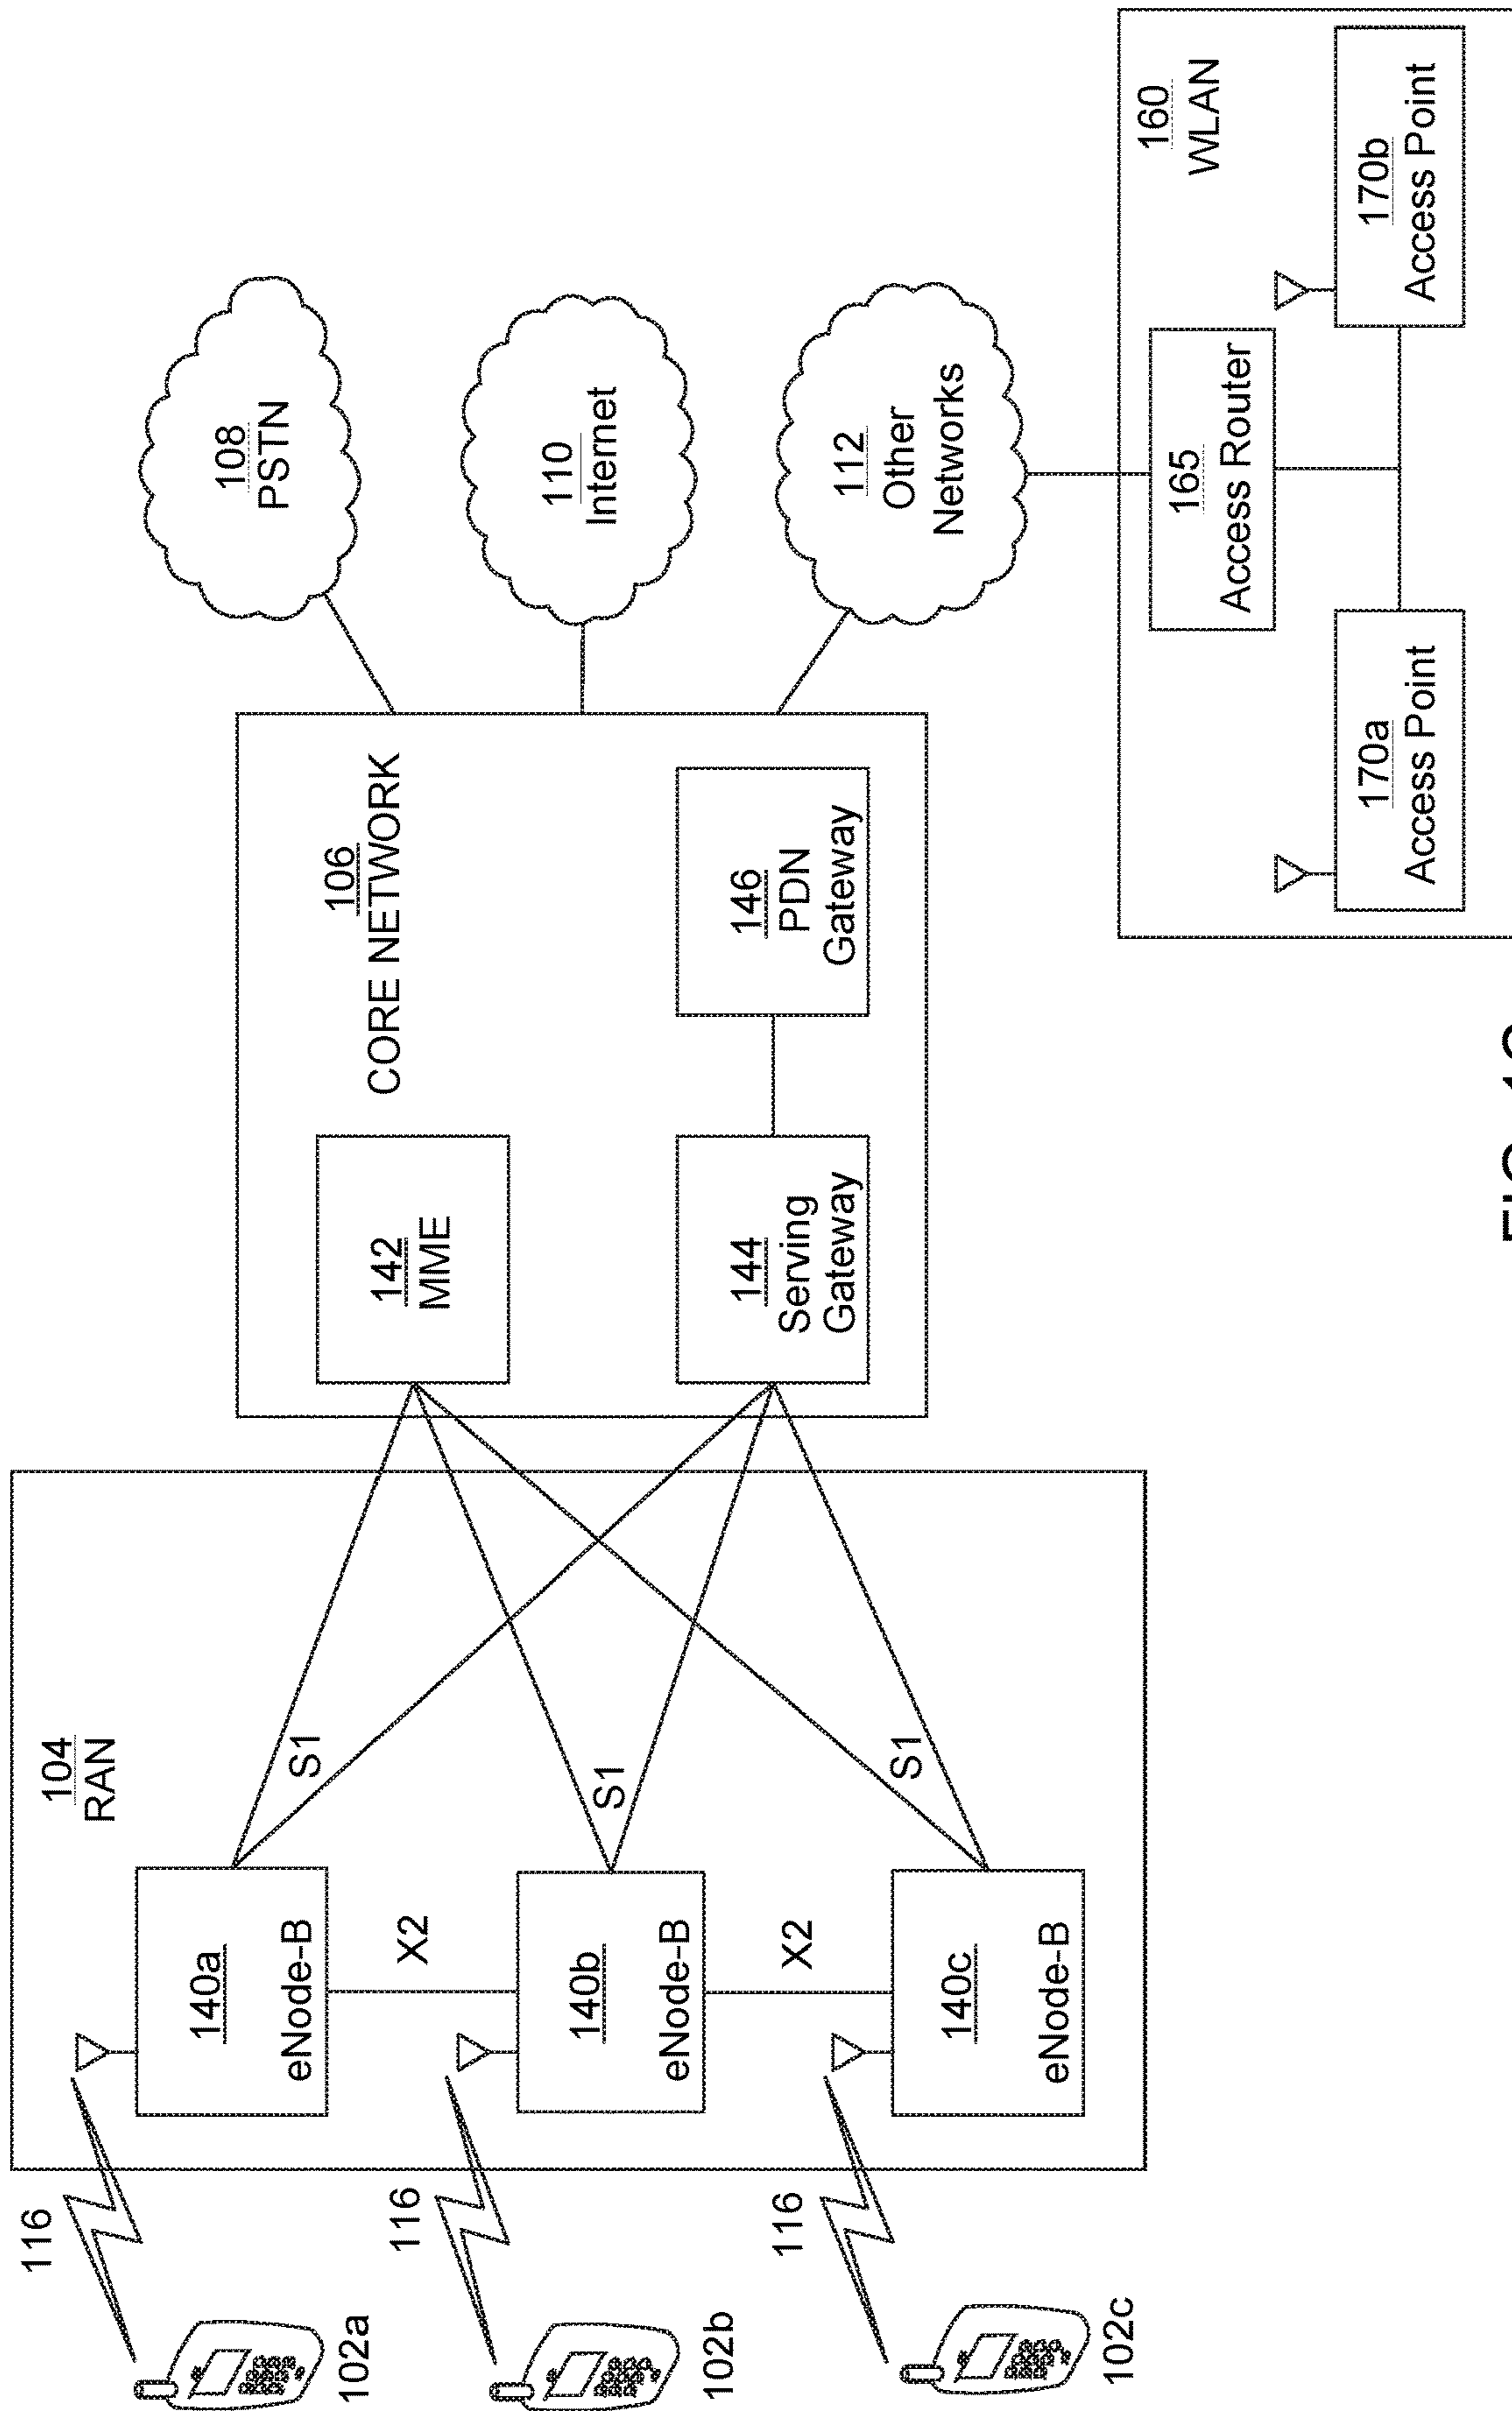 116
102a
116
102b
116
102c
104
RAN
140a
eNode-B
X2
140b
eNode-B
X2
140c
eNode-B
S1
S1
S1
106
CORE NETWORK
142
MME
144
Serving
Gateway
146
PDN
Gateway
108
PSTN
110
Internet
112
Other
Networks
160
WLAN
165
Access Router
170a
Access Point
170b
Access Point